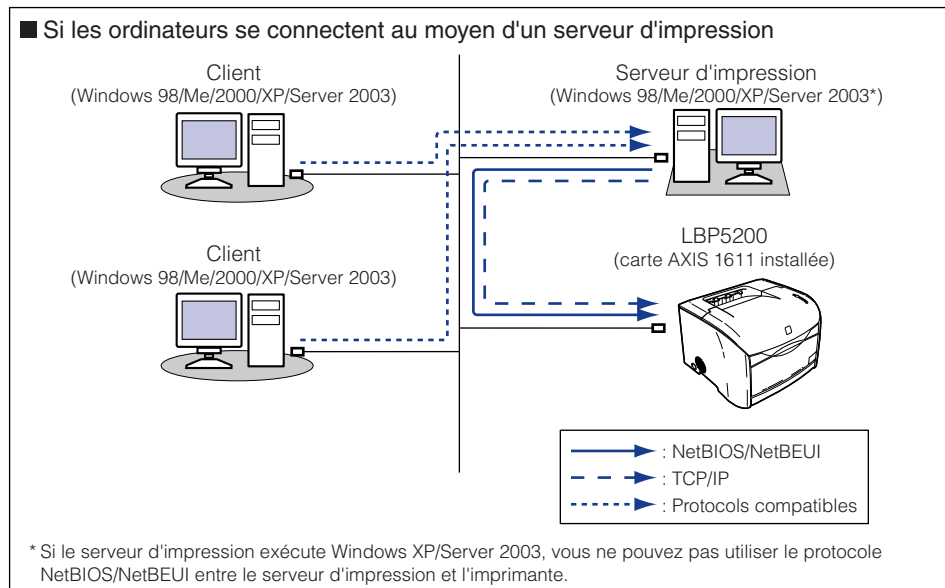 ■ Si les ordinateurs se connectent au moyen d'un serveur d'impression
Client
(Windows 98/Me/2000/XP/Server 2003)
Serveur d'impression
(Windows 98/Me/2000/XP/Server 2003*)
Client
(Windows 98/Me/2000/XP/Server 2003)
LBP5200
(carte AXIS 1611 installée)
: NetBIOS/NetBEUI
: TCP/IP
: Protocols compatibles
* Si le serveur d'impression exécute Windows XP/Server 2003, vous ne pouvez pas utiliser le protocole
NetBIOS/NetBEUI entre le serveur d'impression et l'imprimante.